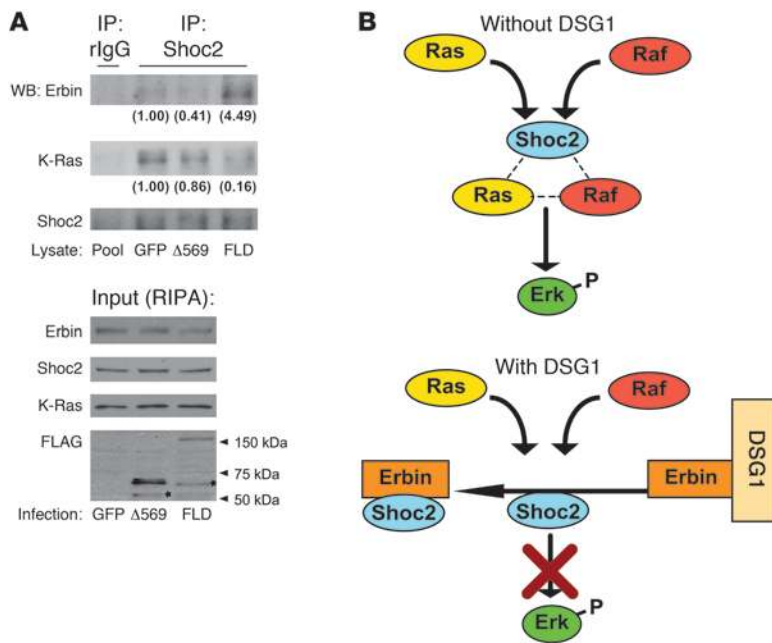 A
IP: IP:
rIgG Shoc2
WB: Erbin
(1.00) (0.41) (4.49)
K-Ras
(1.00) (0.86) (0.16)
Shoc2
Lysate: Pool GFP Δ569 FLD
Input (RIPA):
Erbin
Shoc2
K-Ras
FLAG
150 kDa
75 kDa
50 kDa
Infection: GFP Δ569 FLD
B
Without DSG1
Ras Raf
Shoc2
Ras Raf
Erk P
With DSG1
Ras Raf
Erbin Erbin DSG1
Shoc2 Shoc2
Erk P